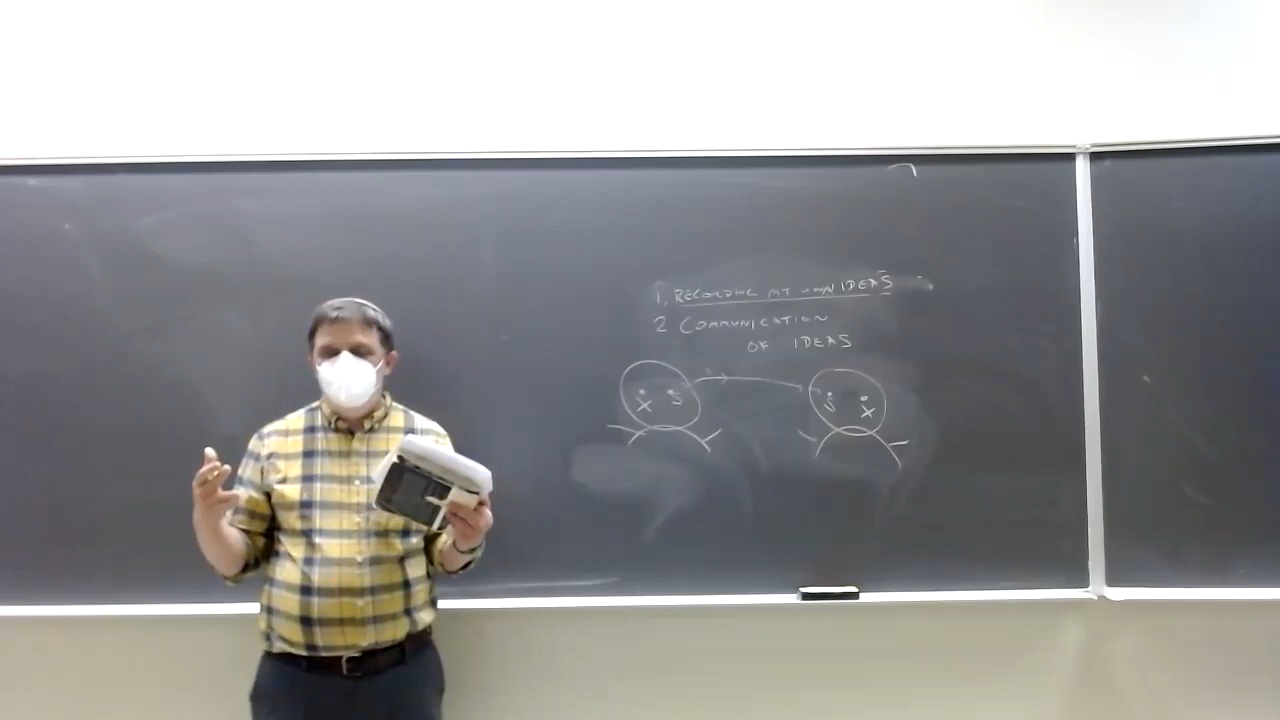 1. RECORDING MY OWN IDEAS
2 COMMUNICATION
OF IDEAS
X S
S X